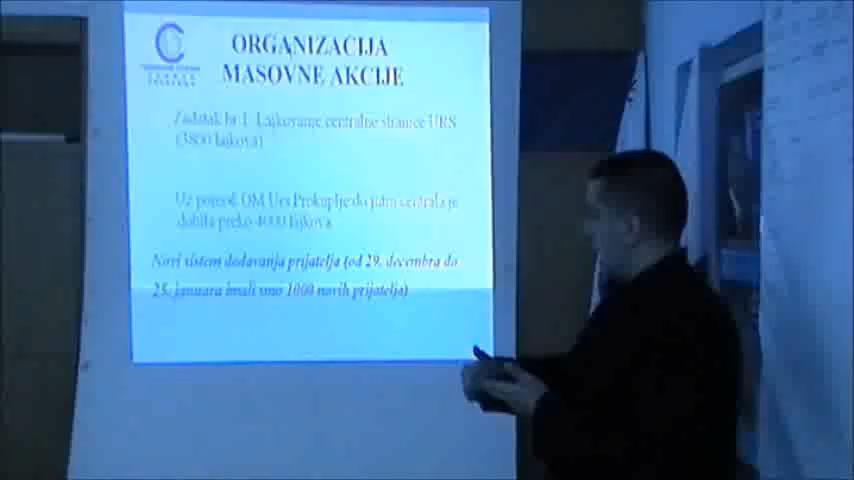 ORGANIZACIJA
MASOVNE AKCIJE
Zadatak br.1 Lajkovanje centralne stranice URS
(3800 lajkova)
Uz pomoć OM Urs Prokuplje do jutra centrala je
dobila preko 4000 lajkova
Novi sistem dodavanja prijatelja (od 29. decembra do
25. januara imali smo 1000 novih prijatelja)